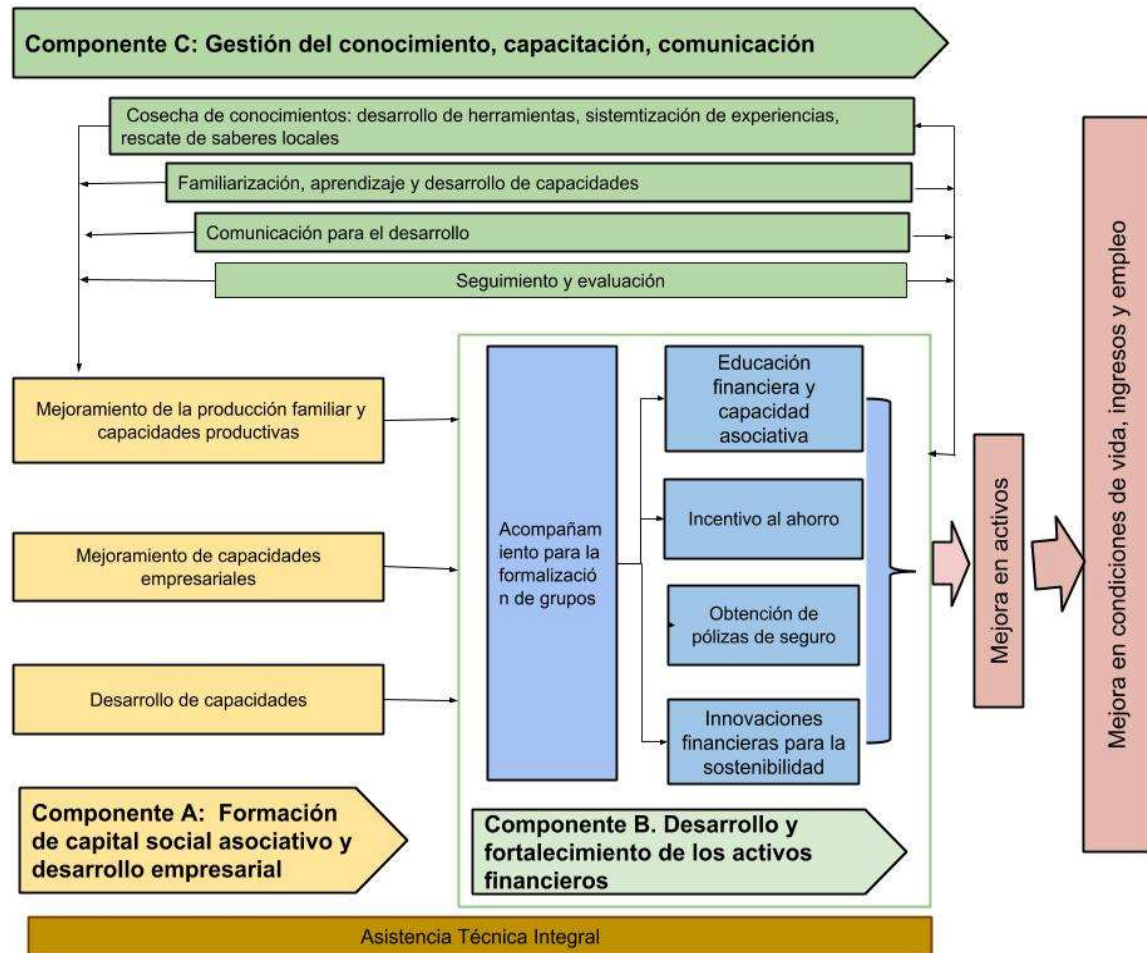 Componente C: Gestión del conocimiento, capacitación, comunicación
Cosecha de conocimientos: desarrollo de herramientas, sistemtización de experiencias,
rescate de saberes locales
Familiarización, aprendizaje y desarrollo de capacidades
Comunicación para el desarrollo
Seguimiento y evaluación
Mejoramiento de la producción familiar y
capacidades productivas
Mejoramiento de capacidades
empresariales
Desarrollo de capacidades
Componente A:  Formación
de capital social asociativo y
desarrollo empresarial
Acompañam
iento para la
formalizació
n de grupos
Educación
financiera y
capacidad
asociativa
Incentivo al ahorro
Obtención de
pólizas de seguro
Innovaciones
financieras para la
sostenibilidad
Componente B. Desarrollo y
fortalecimiento de los activos
financieros
Mejora en activos
Mejora en condiciones de vida, ingresos y empleo
Asistencia Técnica Integral